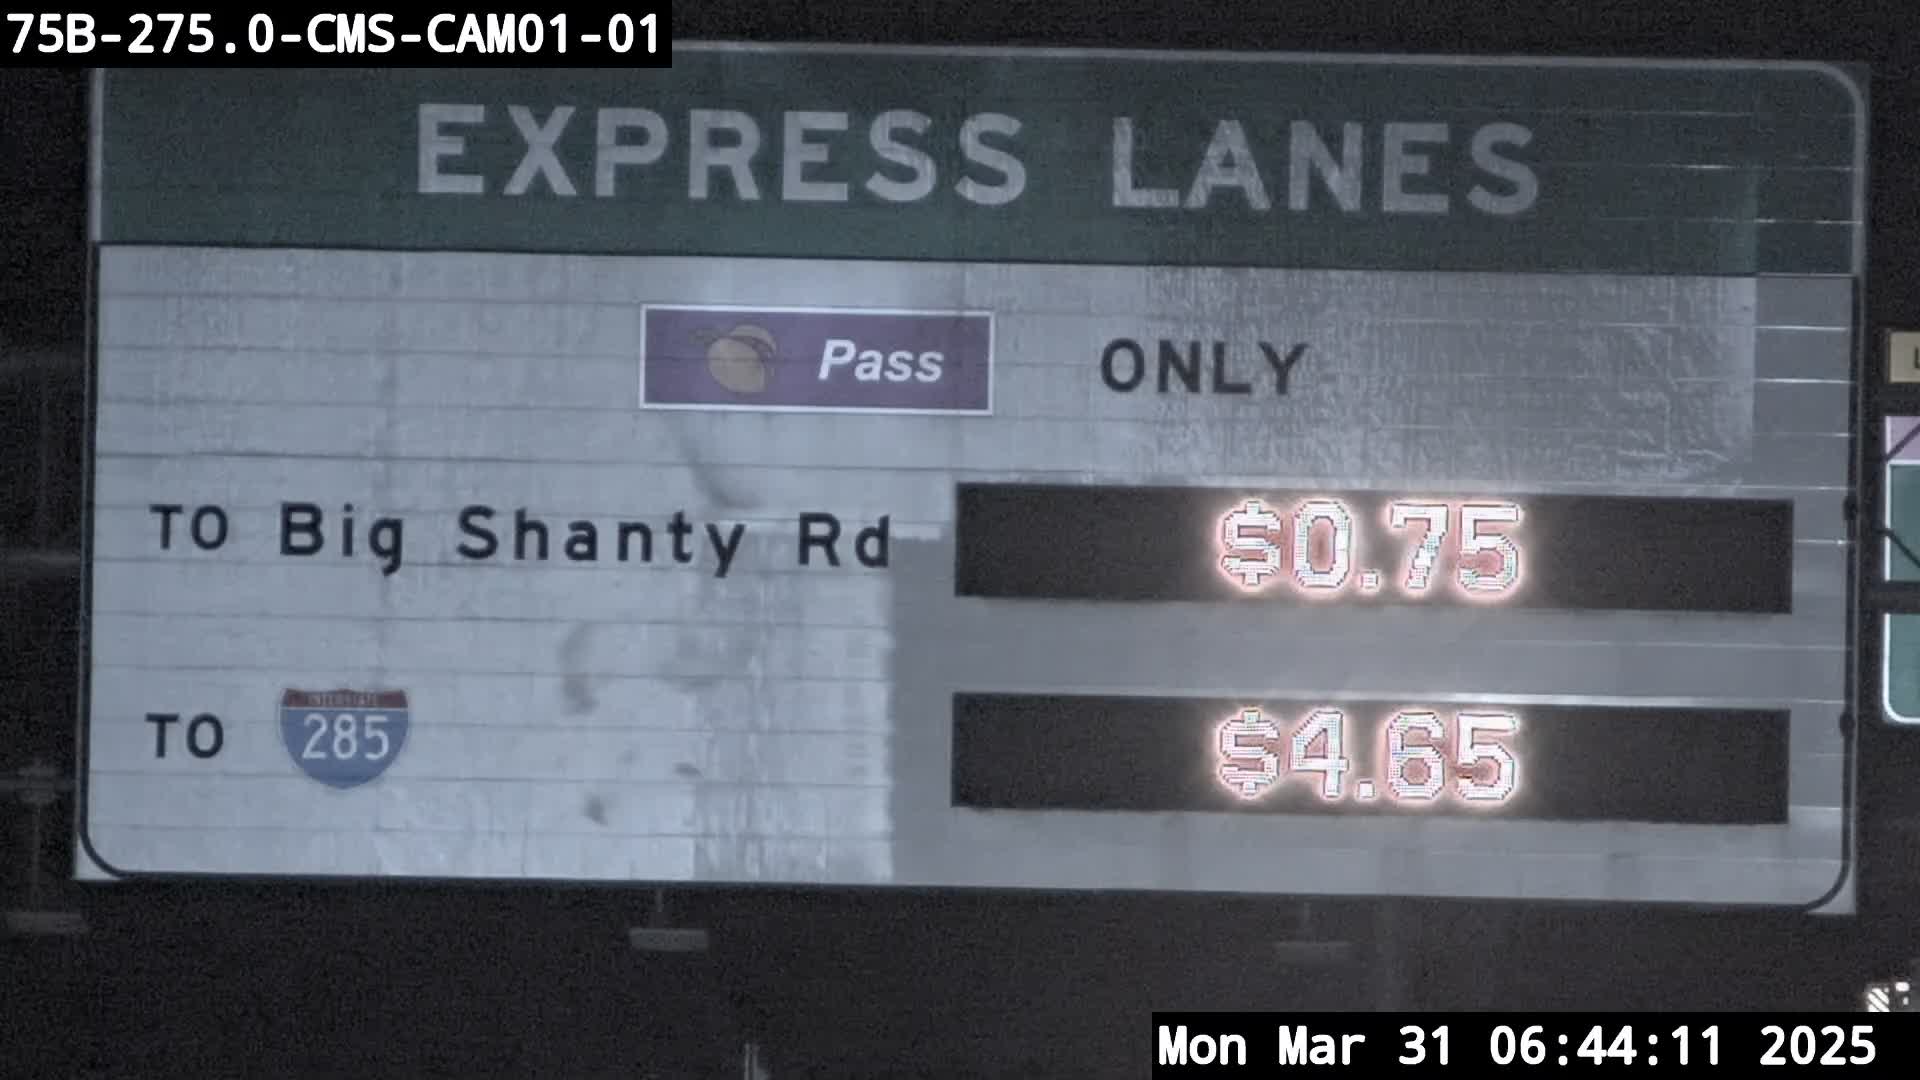 75B-275.0-CMS-CAM01-01
EXPRESS LANES
Pass ONLY
TO Big Shanty Rd $0.75
TO INTERSTATE 285 $4.65
Mon Mar 31 06:44:11 2025